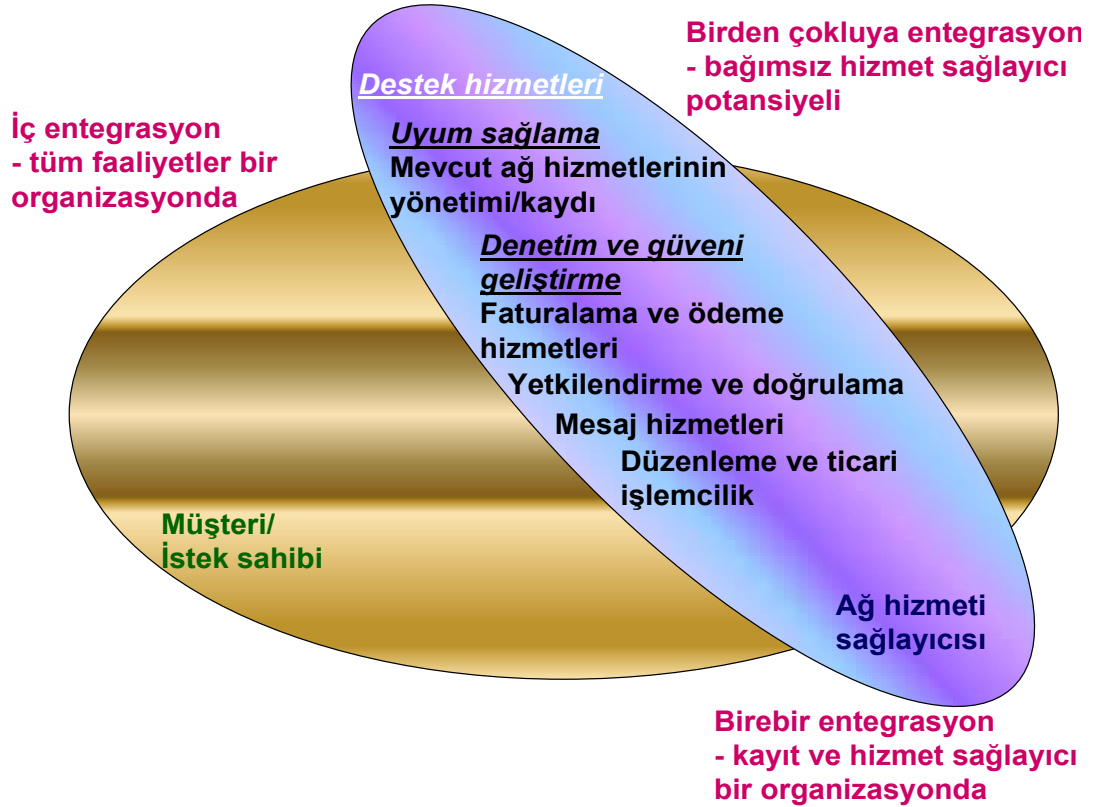 Birden çokluya entegrasyon
- bağımsız hizmet sağlayıcı
potansiyeli
İç entegrasyon
- tüm faaliyetler bir
organizasyonda
Destek hizmetleri
Uyum sağlama
Mevcut ağ hizmetlerinin
yönetimi/kaydı
Denetim ve güveni
geliştirme
Faturalama ve ödeme
hizmetleri
Yetkilendirme ve doğrulama
Mesaj hizmetleri
Düzenleme ve ticari
işlemcilik
Müşteri/
İstek sahibi
Ağ hizmeti
sağlayıcısı
Birebir entegrasyon
- kayıt ve hizmet sağlayıcı
bir organizasyonda